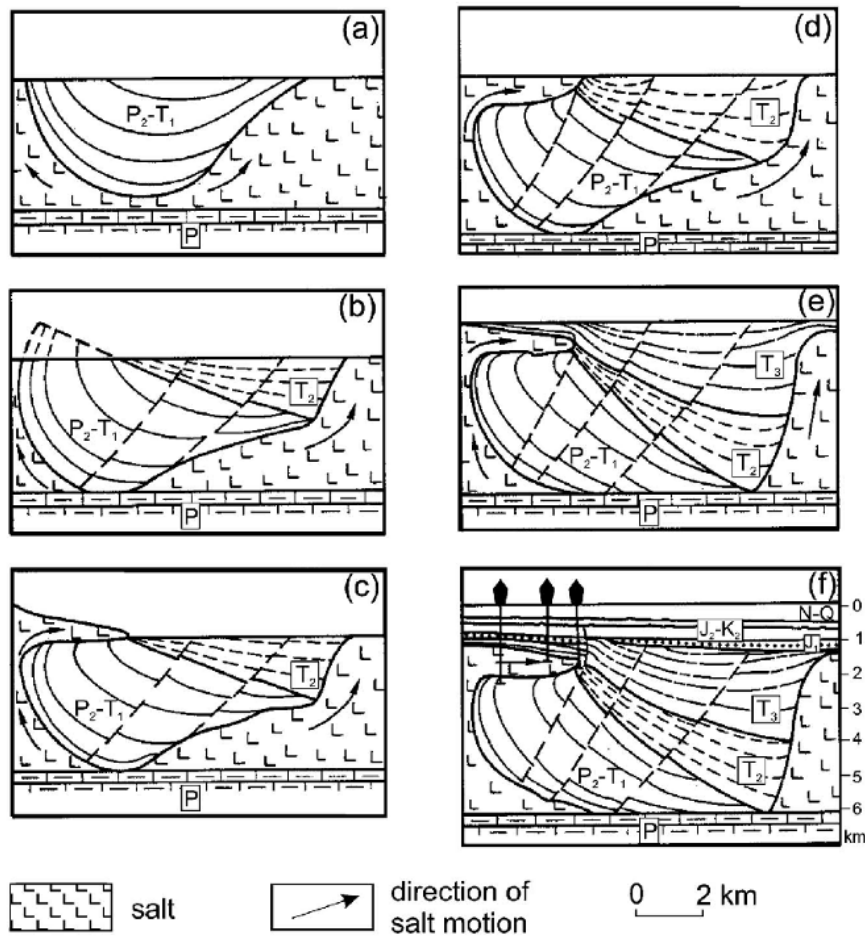 (a)
P₂-T₁
P
(b)
T₂
P₂-T₁
P
(c)
T₂
P₂-T₁
P
(d)
T₂
P₂-T₁
P
(e)
T₃
P₂-T₁
T₂
P
(f)
0
N-Q
J₂-K₂
J₁
1
2
3
T₃
4
P₂-T₁
T₂
5
6
P
km
salt
direction of
salt motion
0 2 km